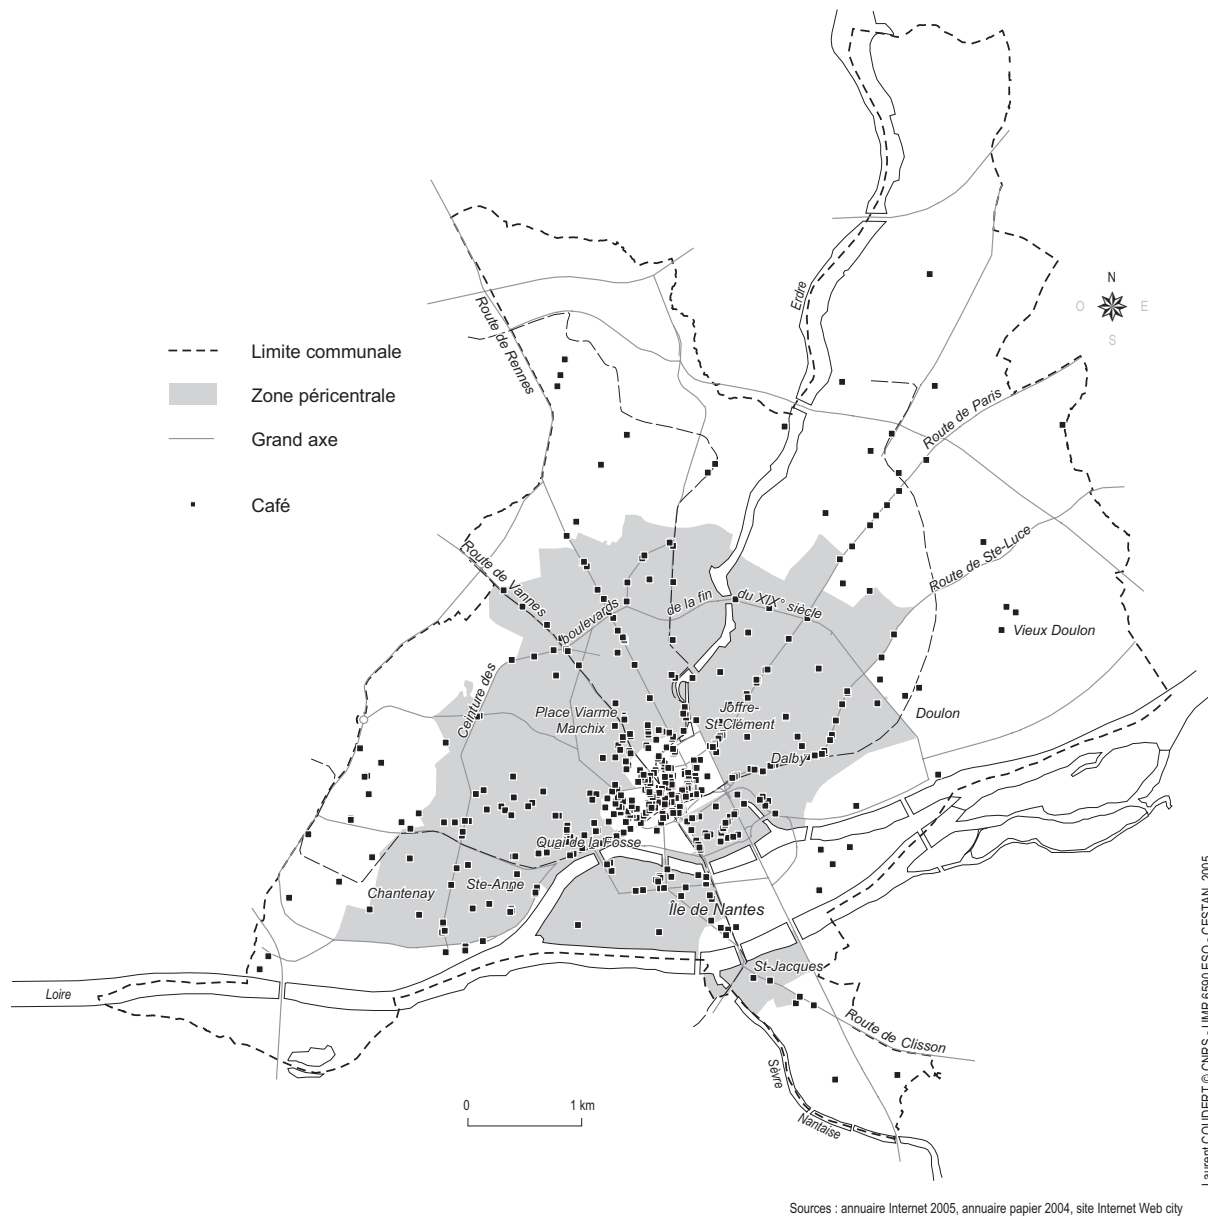 N
O
E
S
Erdre
Route de Rennes
Limite communale
Zone péricentrale
Grand axe
Café
Route de Paris
Route de Vannes
Route de Ste-Luce
boulevards
de la fin
du XIX° siècle
Ceinture des
Vieux Doulon
Place Viarme -
Marchix
Joffre-
St-Clément
Doulon
Dalby
Quai de la Fosse
Chantenay
Ste-Anne
Île de Nantes
St-Jacques
Loire
Route de Clisson
Sèvre
Nantaise
0
1 km
Laurent COUDERT © CNRS - UMR 6590 ESO - CESTAN, 2005
Sources : annuaire Internet 2005, annuaire papier 2004, site Internet Web city